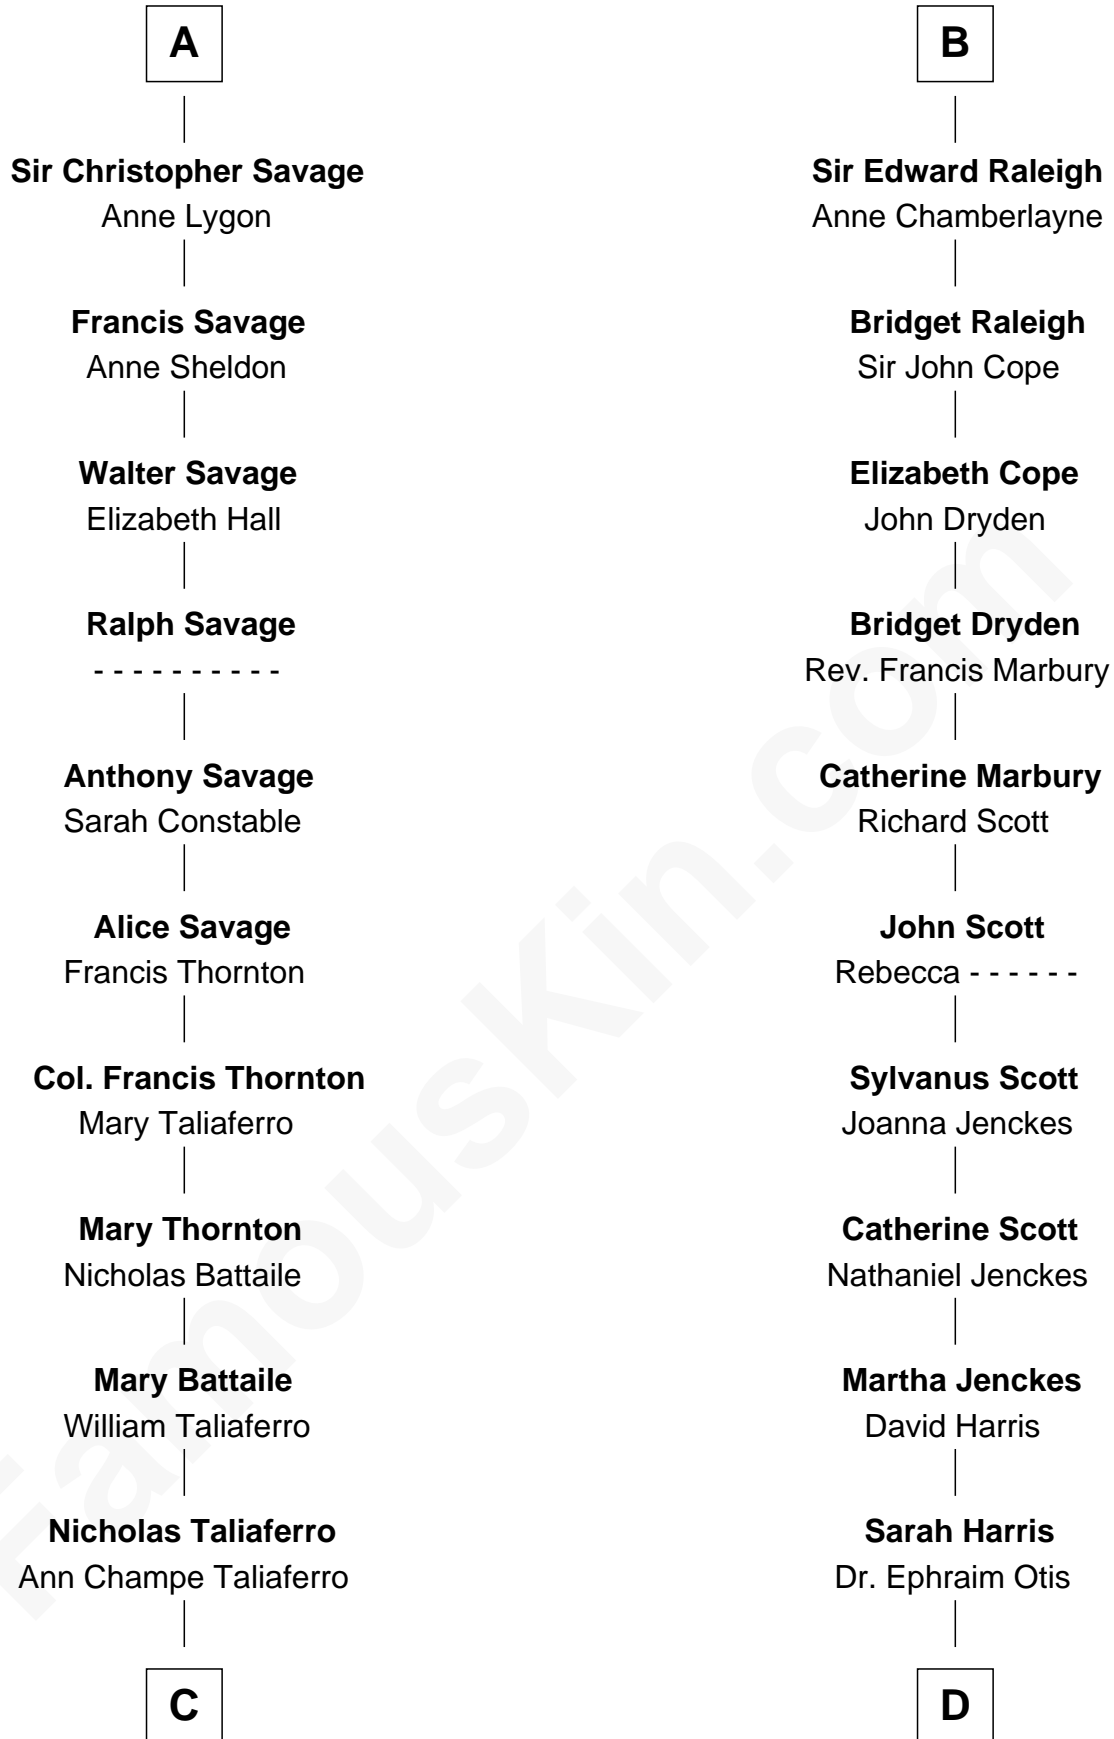 A
Sir Christopher Savage
Anne Lygon
Francis Savage
Anne Sheldon
Walter Savage
Elizabeth Hall
Ralph Savage
- - - - - - - - - -
Anthony Savage
Sarah Constable
Alice Savage
Francis Thornton
Col. Francis Thornton
Mary Taliaferro
Mary Thornton
Nicholas Battaile
Mary Battaile
William Taliaferro
Nicholas Taliaferro
Ann Champe Taliaferro
C
B
Sir Edward Raleigh
Anne Chamberlayne
Bridget Raleigh
Sir John Cope
Elizabeth Cope
John Dryden
Bridget Dryden
Rev. Francis Marbury
Catherine Marbury
Richard Scott
John Scott
Rebecca - - - - - -
Sylvanus Scott
Joanna Jenckes
Catherine Scott
Nathaniel Jenckes
Martha Jenckes
David Harris
Sarah Harris
Dr. Ephraim Otis
D
FamousKin.com